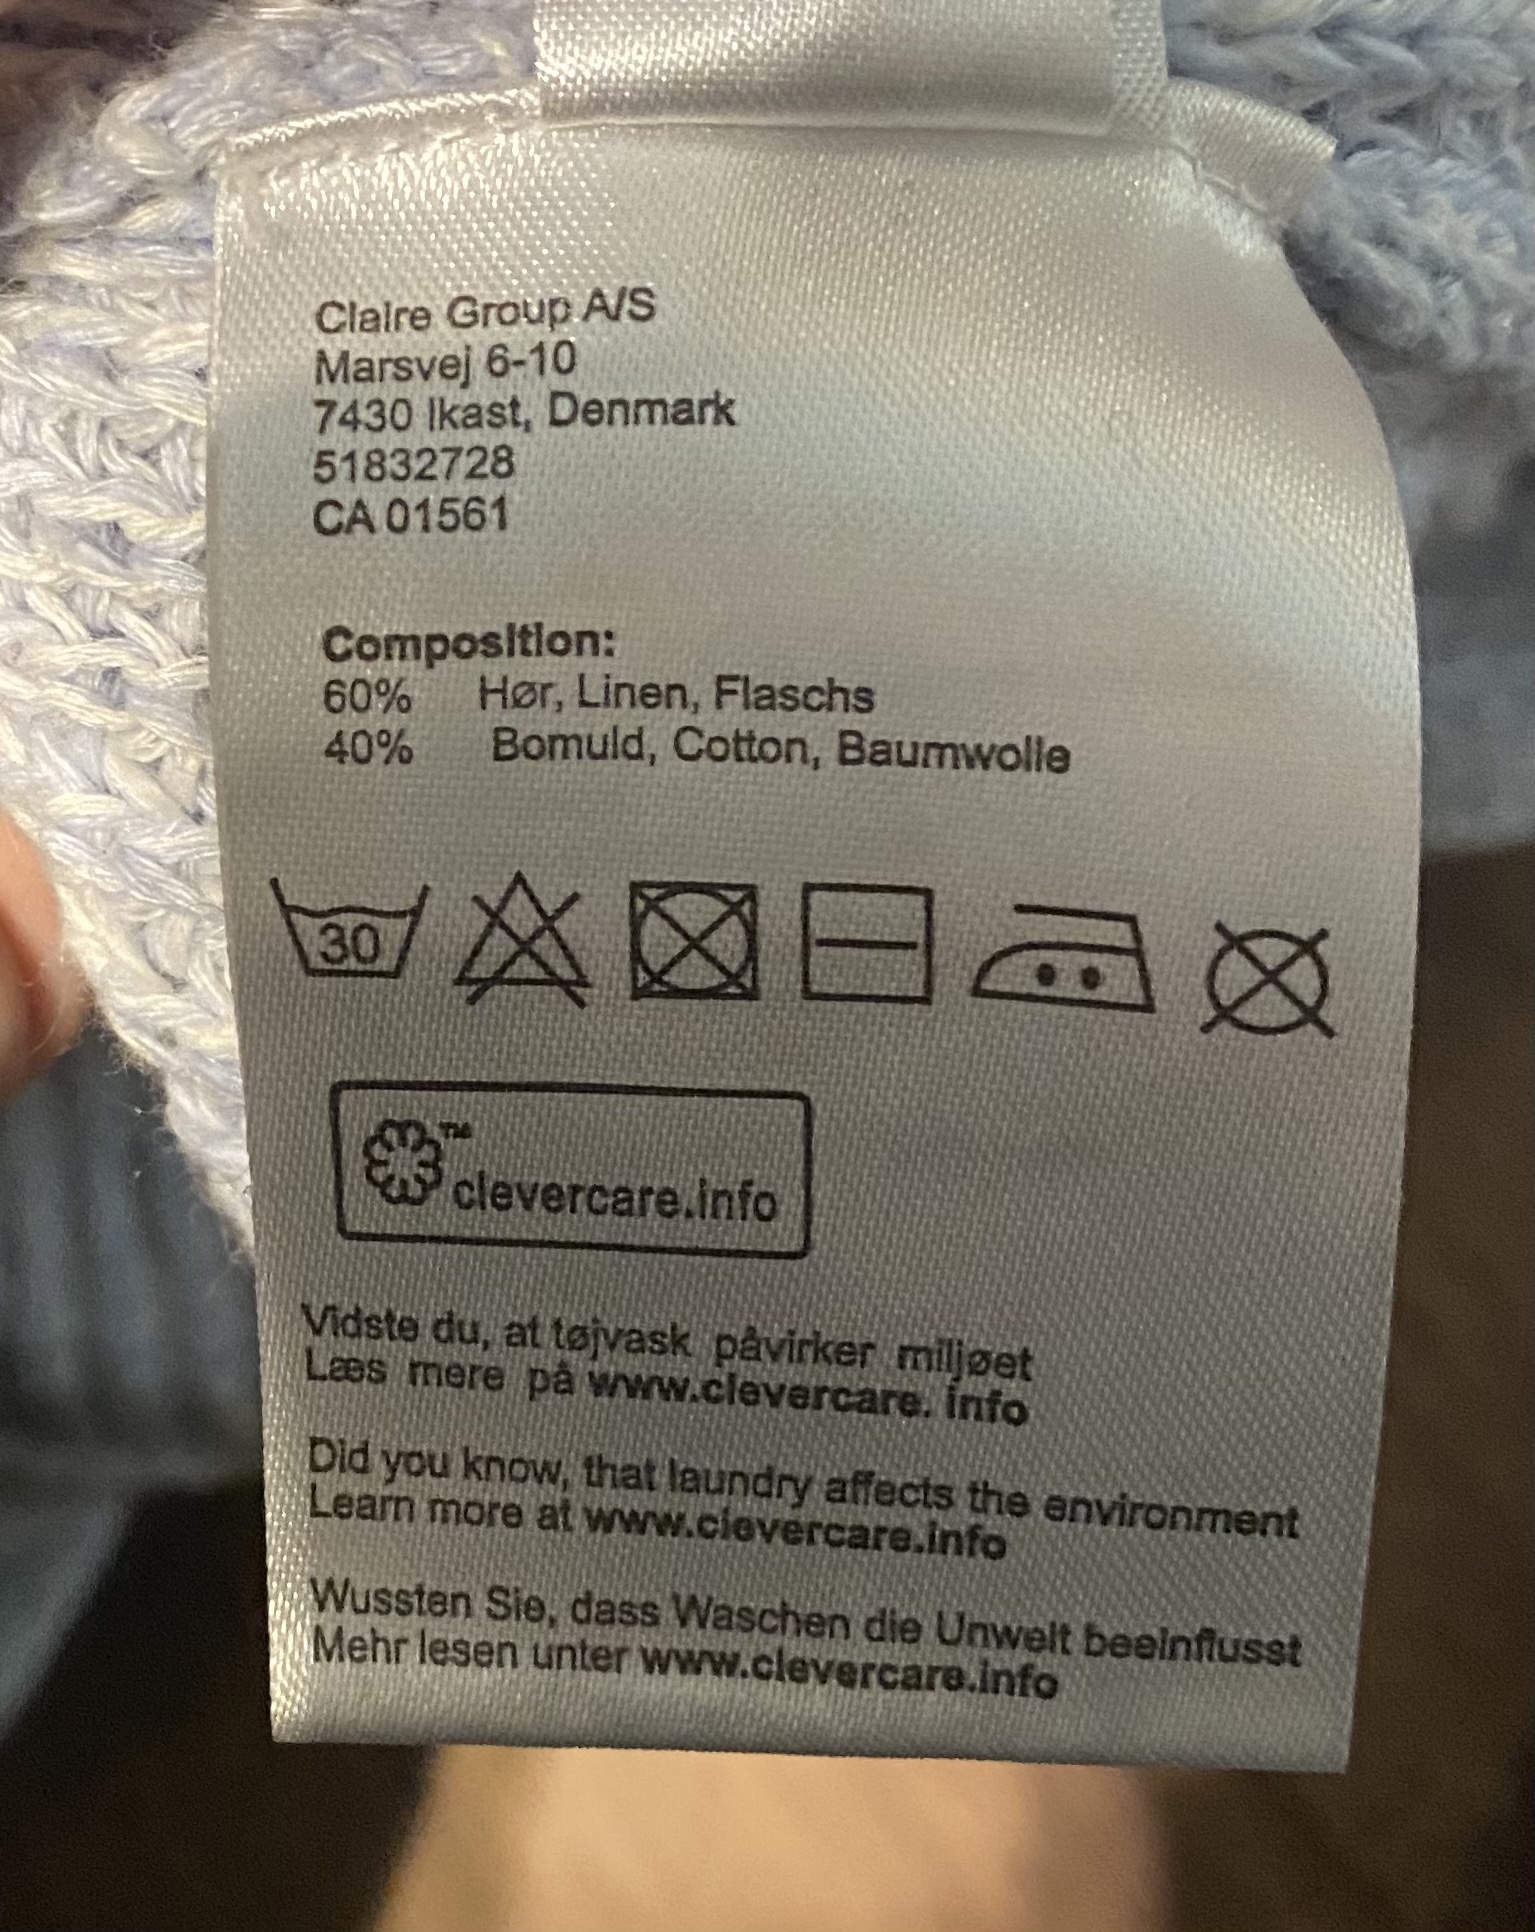 Claire Group A/S
Marsvej 6-10
7430 Ikast, Denmark
51832728
CA 01561
Composition:
60% Hør, Linen, Flaschs
40% Bomuld, Cotton, Baumwolle
30
TM
clevercare.info
Vidste du, at tøjvask påvirker miljøet
Læs mere på www.clevercare. info
Did you know, that laundry affects the environment
Learn more at www.clevercare.info
Wussten Sie, dass Waschen die Unwelt beeinflusst
Mehr lesen unter www.clevercare.info